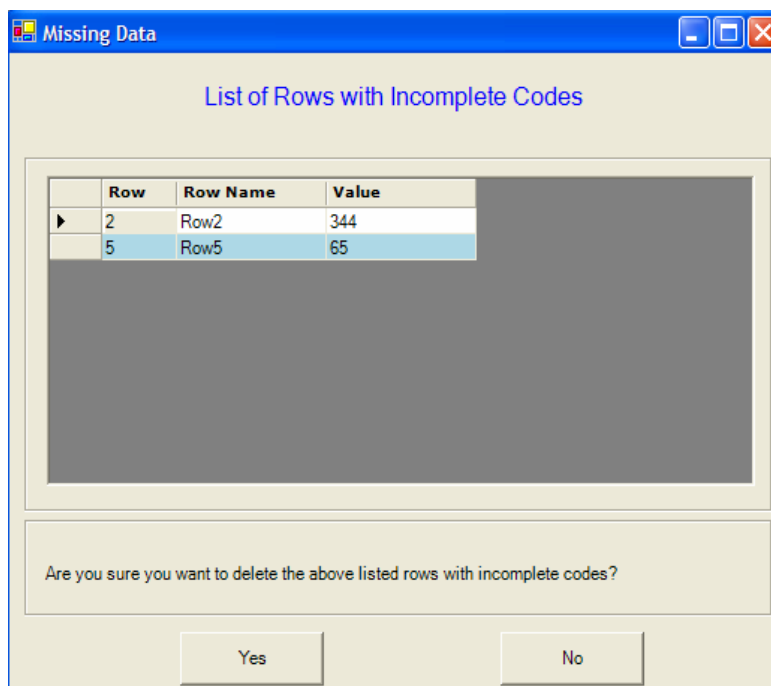 Missing Data
List of Rows with Incomplete Codes
Row Row Name Value
2 Row2 344
5 Row5 65
Are you sure you want to delete the above listed rows with incomplete codes?
Yes No